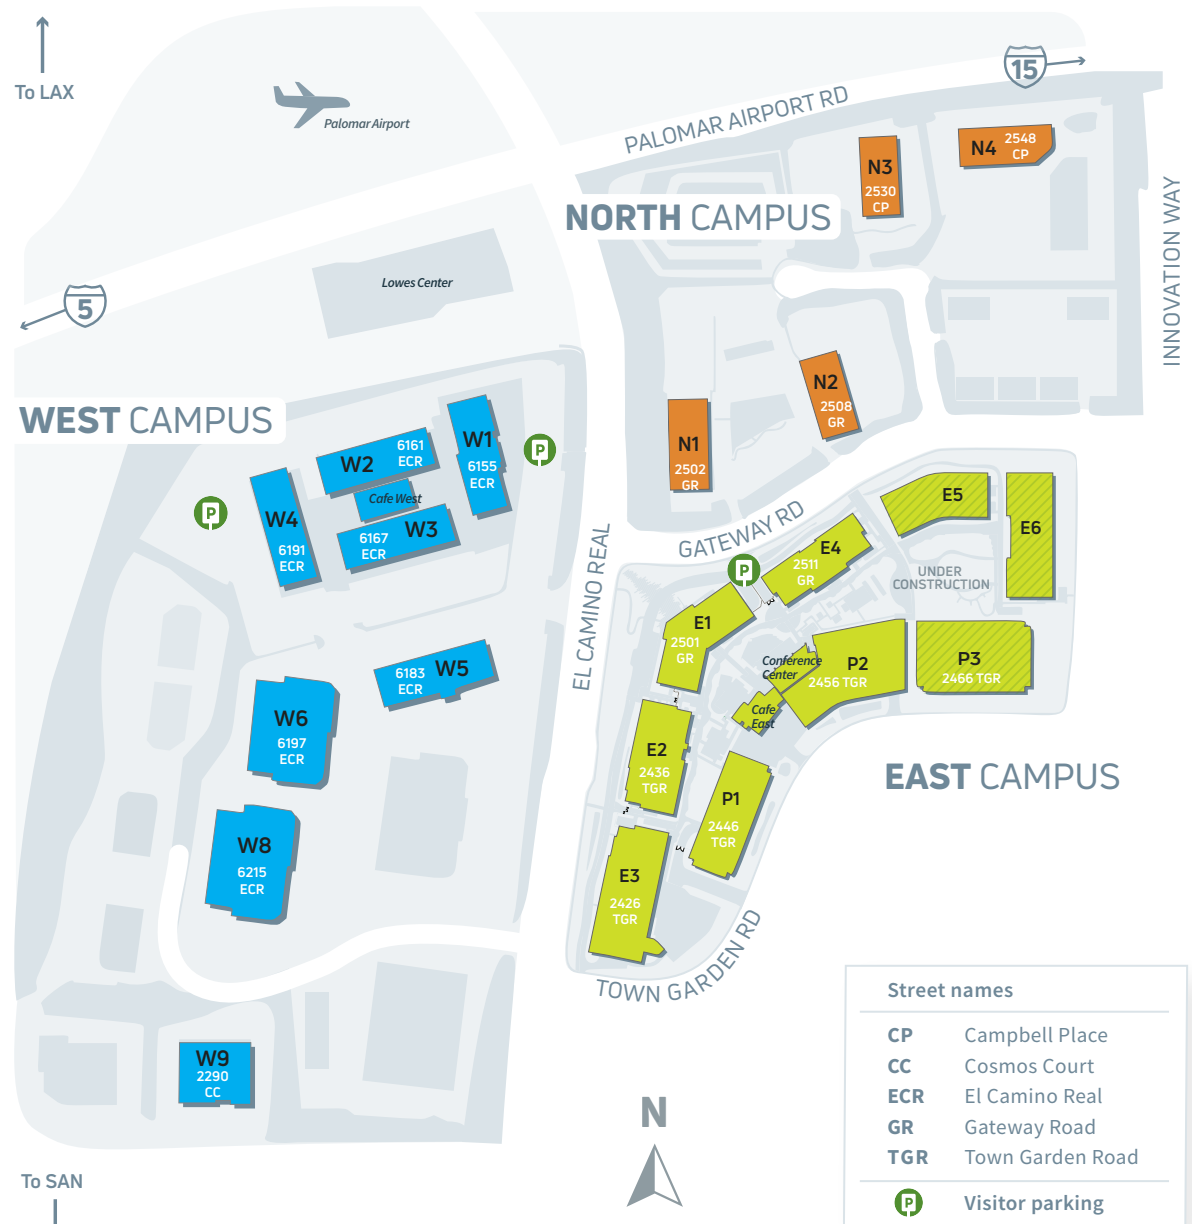 To LAX
15
Palomar Airport
PALOMAR AIRPORT RD
N3
2530
CP
N4
2548
CP
INNOVATION WAY
NORTH CAMPUS
Lowes Center
5
WEST CAMPUS
W1
6155
ECR
P
W2
6161
ECR
Cafe West
W3
6167
ECR
W4
6191
ECR
P
N1
2502
GR
N2
2508
GR
GATEWAY RD
EL CAMINO REAL
E5
E6
UNDER
CONSTRUCTION
E4
2511
GR
P
E1
2501
GR
Conference
Center
P2
2456 TGR
P3
2466 TGR
Cafe
East
W5
6183
ECR
W6
6197
ECR
E2
2436
TGR
P1
2446
TGR
EAST CAMPUS
W8
6215
ECR
E3
2426
TGR
TOWN GARDEN RD
W9
2290
CC
N
To SAN
Street names
CP Campbell Place
CC Cosmos Court
ECR El Camino Real
GR Gateway Road
TGR Town Garden Road
P Visitor parking